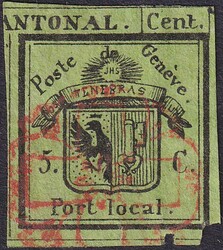 ANTONAL. Cent.
Poste de Genève.
JHS
TENEBRAS
5. C.
Port local.